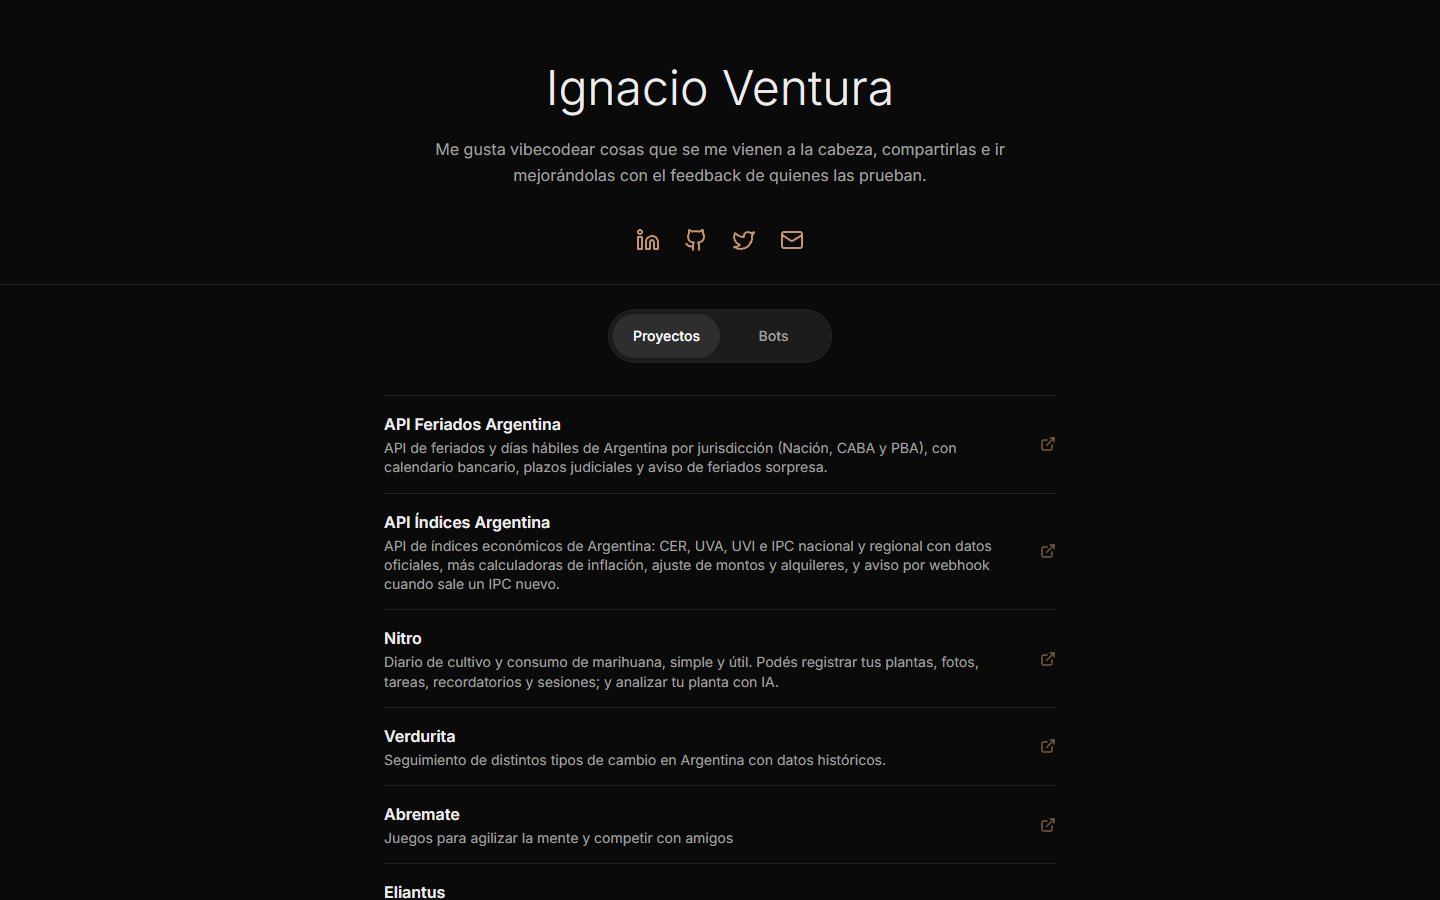 Ignacio Ventura
Me gusta vibecodear cosas que se me vienen a la cabeza, compartirlas e ir
mejorándolas con el feedback de quienes las prueban.
Proyectos
Bots
API Feriados Argentina
API de feriados y días hábiles de Argentina por jurisdicción (Nación, CABA y PBA), con
calendario bancario, plazos judiciales y aviso de feriados sorpresa.
API Índices Argentina
API de índices económicos de Argentina: CER, UVA, UVI e IPC nacional y regional con datos
oficiales, más calculadoras de inflación, ajuste de montos y alquileres, y aviso por webhook
cuando sale un IPC nuevo.
Nitro
Diario de cultivo y consumo de marihuana, simple y útil. Podés registrar tus plantas, fotos,
tareas, recordatorios y sesiones; y analizar tu planta con IA.
Verdurita
Seguimiento de distintos tipos de cambio en Argentina con datos históricos.
Abremate
Juegos para agilizar la mente y competir con amigos
Eliantus